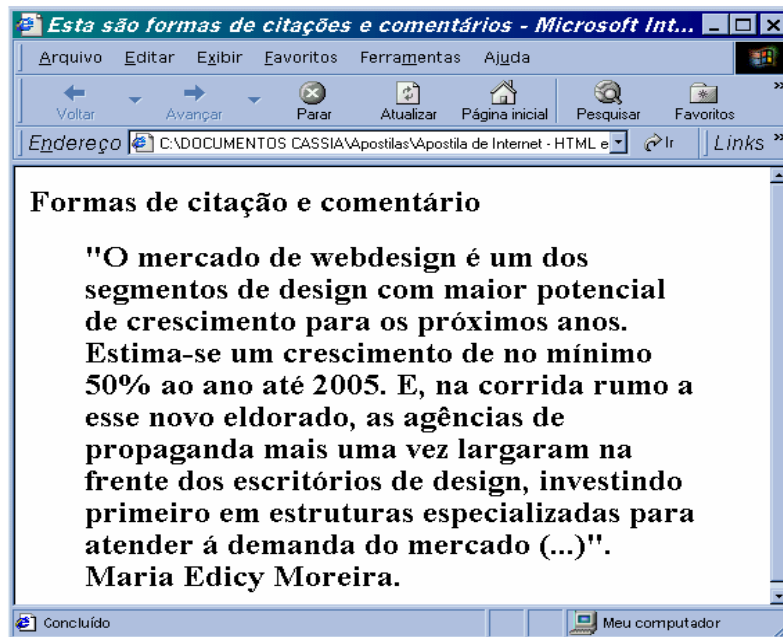 Esta são formas de citações e comentários - Microsoft Int...
Arquivo Editar Exibir Favoritos Ferramentas Ajuda
Voltar Avançar Parar Atualizar Página inicial Pesquisar Favoritos »
Endereço C:\DOCUMENTOS CASSIA\Apostilas\Apostila de Internet - HTML e Ir Links »
Formas de citação e comentário
"O mercado de webdesign é um dos
segmentos de design com maior potencial
de crescimento para os próximos anos.
Estima-se um crescimento de no mínimo
50% ao ano até 2005. E, na corrida rumo a
esse novo eldorado, as agências de
propaganda mais uma vez largaram na
frente dos escritórios de design, investindo
primeiro em estruturas especializadas para
atender á demanda do mercado (...)".
Maria Edicy Moreira.
Concluído Meu computador